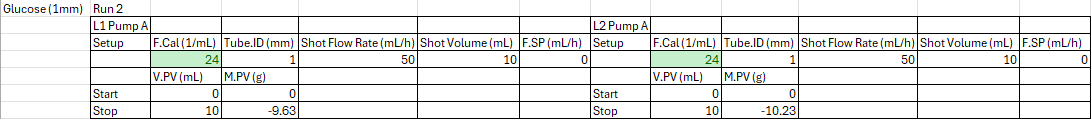 Glucose (1mm) Run 2
L1 Pump A L2 Pump A
Setup F.Cal (1/mL) Tube.ID (mm) Shot Flow Rate (mL/h) Shot Volume (mL) F.SP (mL/h) Setup F.Cal (1/mL) Tube.ID (mm) Shot Flow Rate (mL/h) Shot Volume (mL) F.SP (mL/h)
24 1 50 10 0 24 1 50 10 0
V.PV (mL) M.PV (g) V.PV (mL) M.PV (g)
Start 0 0 Start 0 0
Stop 10 -9.63 Stop 10 -10.23